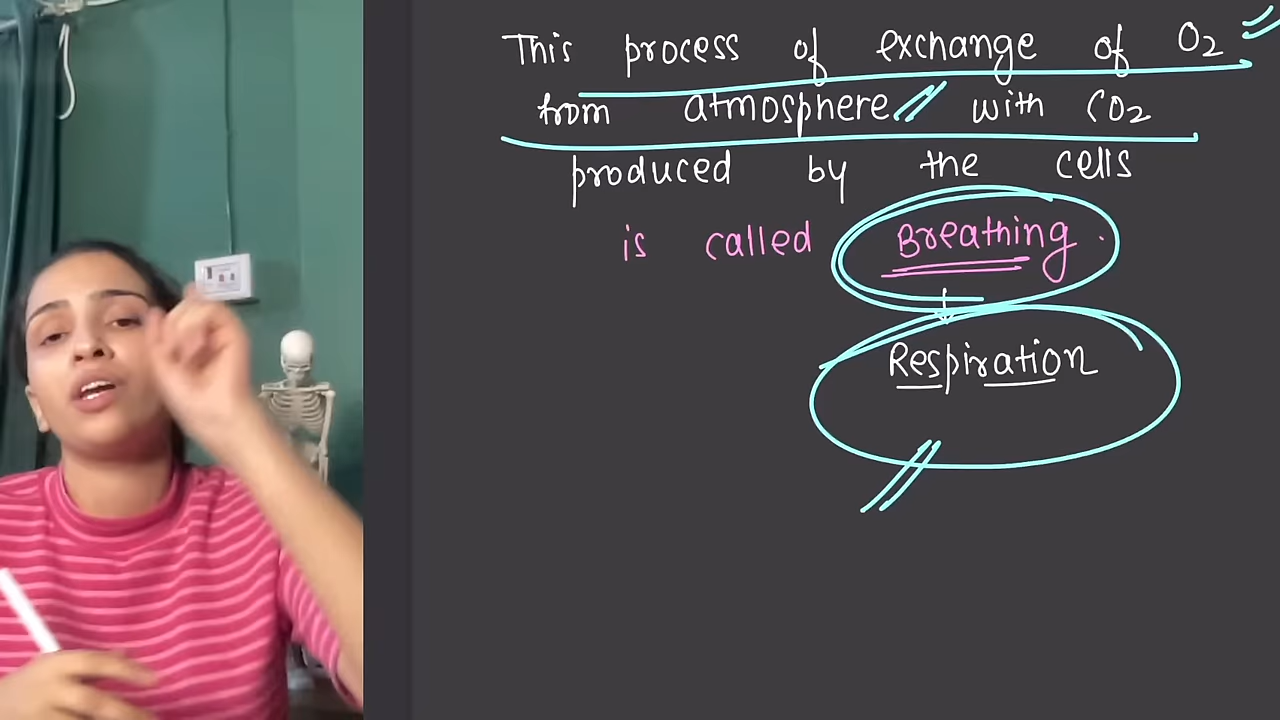 This process of exchange of O2
from atmosphere with CO2
produced by the cells
is called Breathing.
Respiration